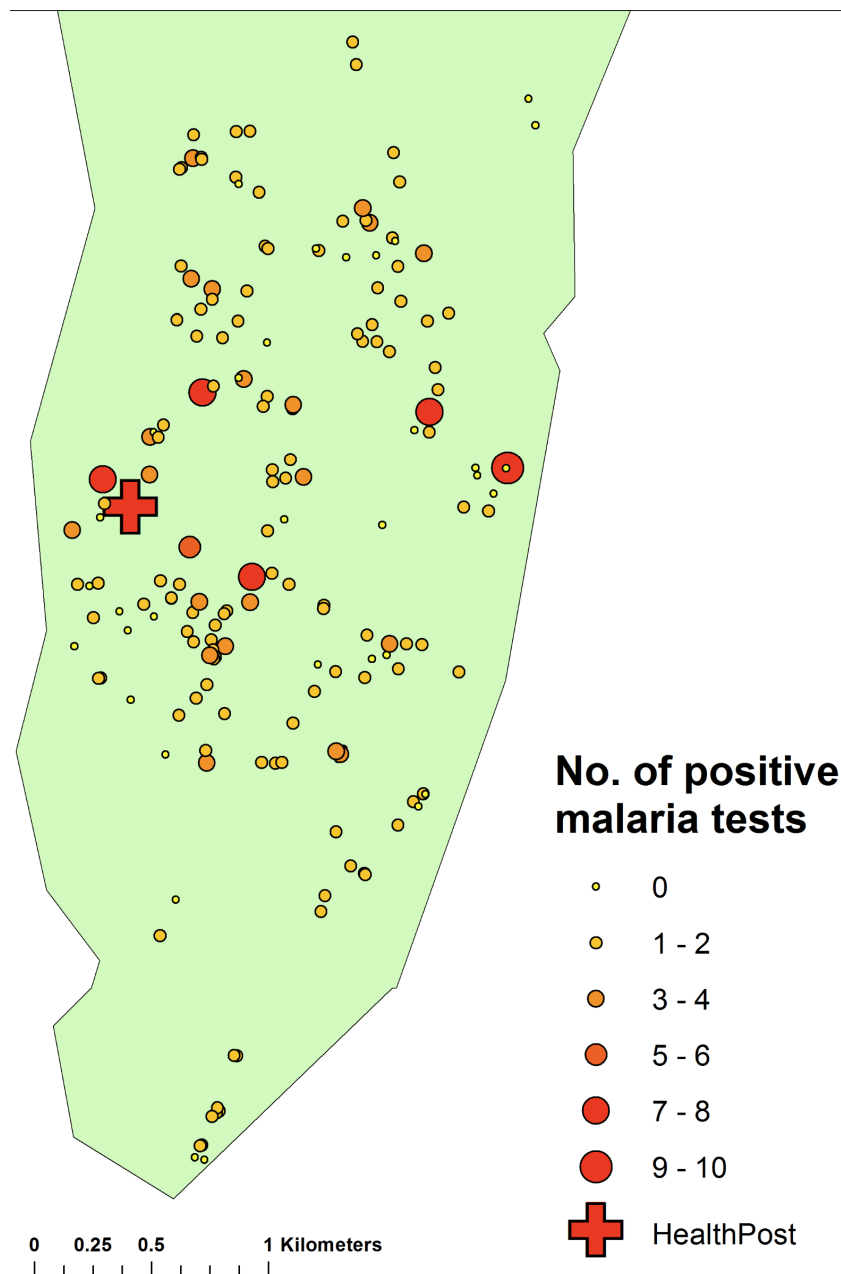 No. of positive
malaria tests
0
1 - 2
3 - 4
5 - 6
7 - 8
9 - 10
HealthPost
0 0.25 0.5 1 Kilometers